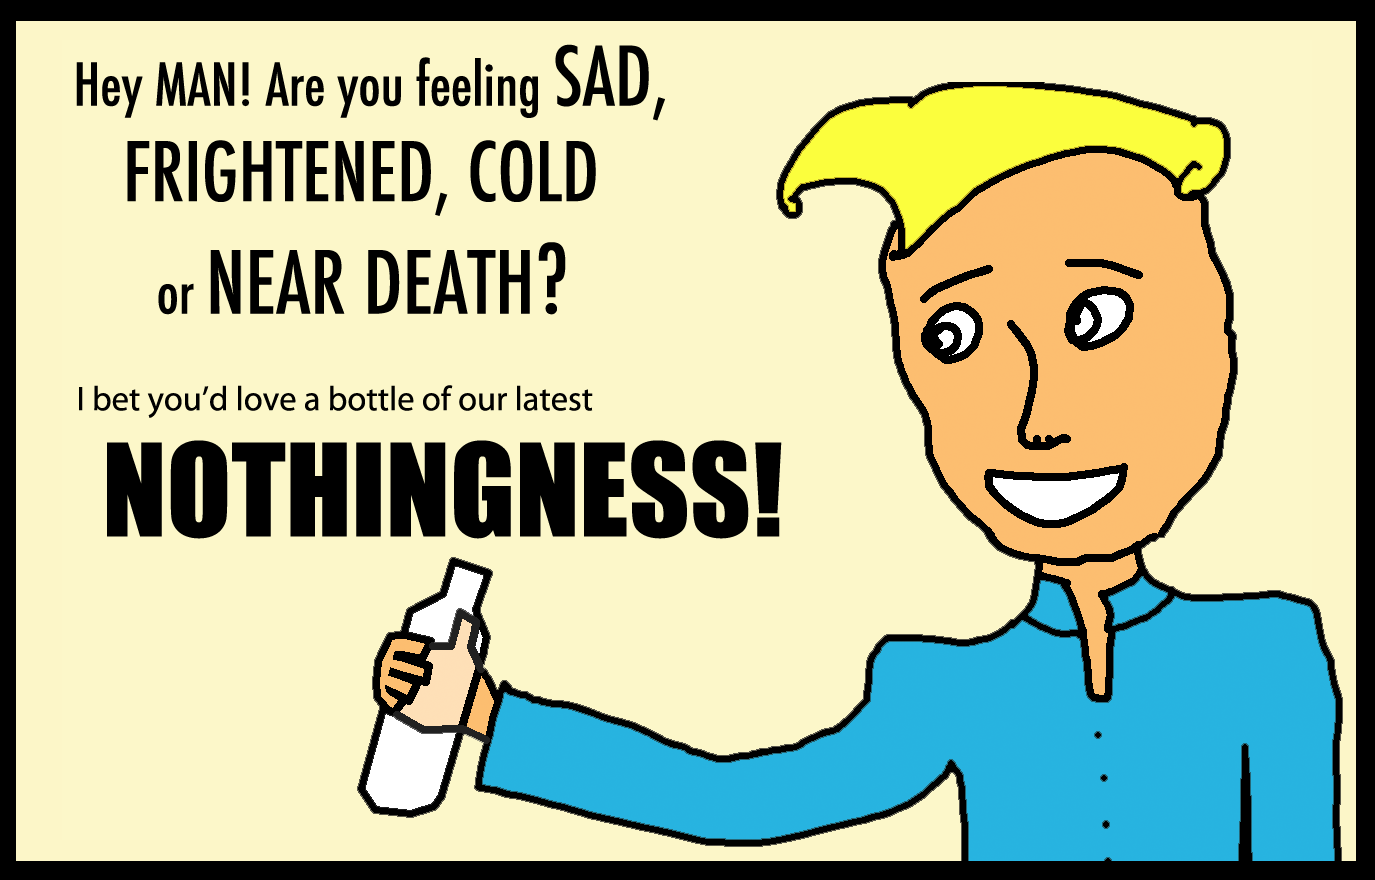 Hey MAN! Are you feeling SAD,
FRIGHTENED, COLD
or NEAR DEATH?
I bet you’d love a bottle of our latest
NOTHINGNESS!